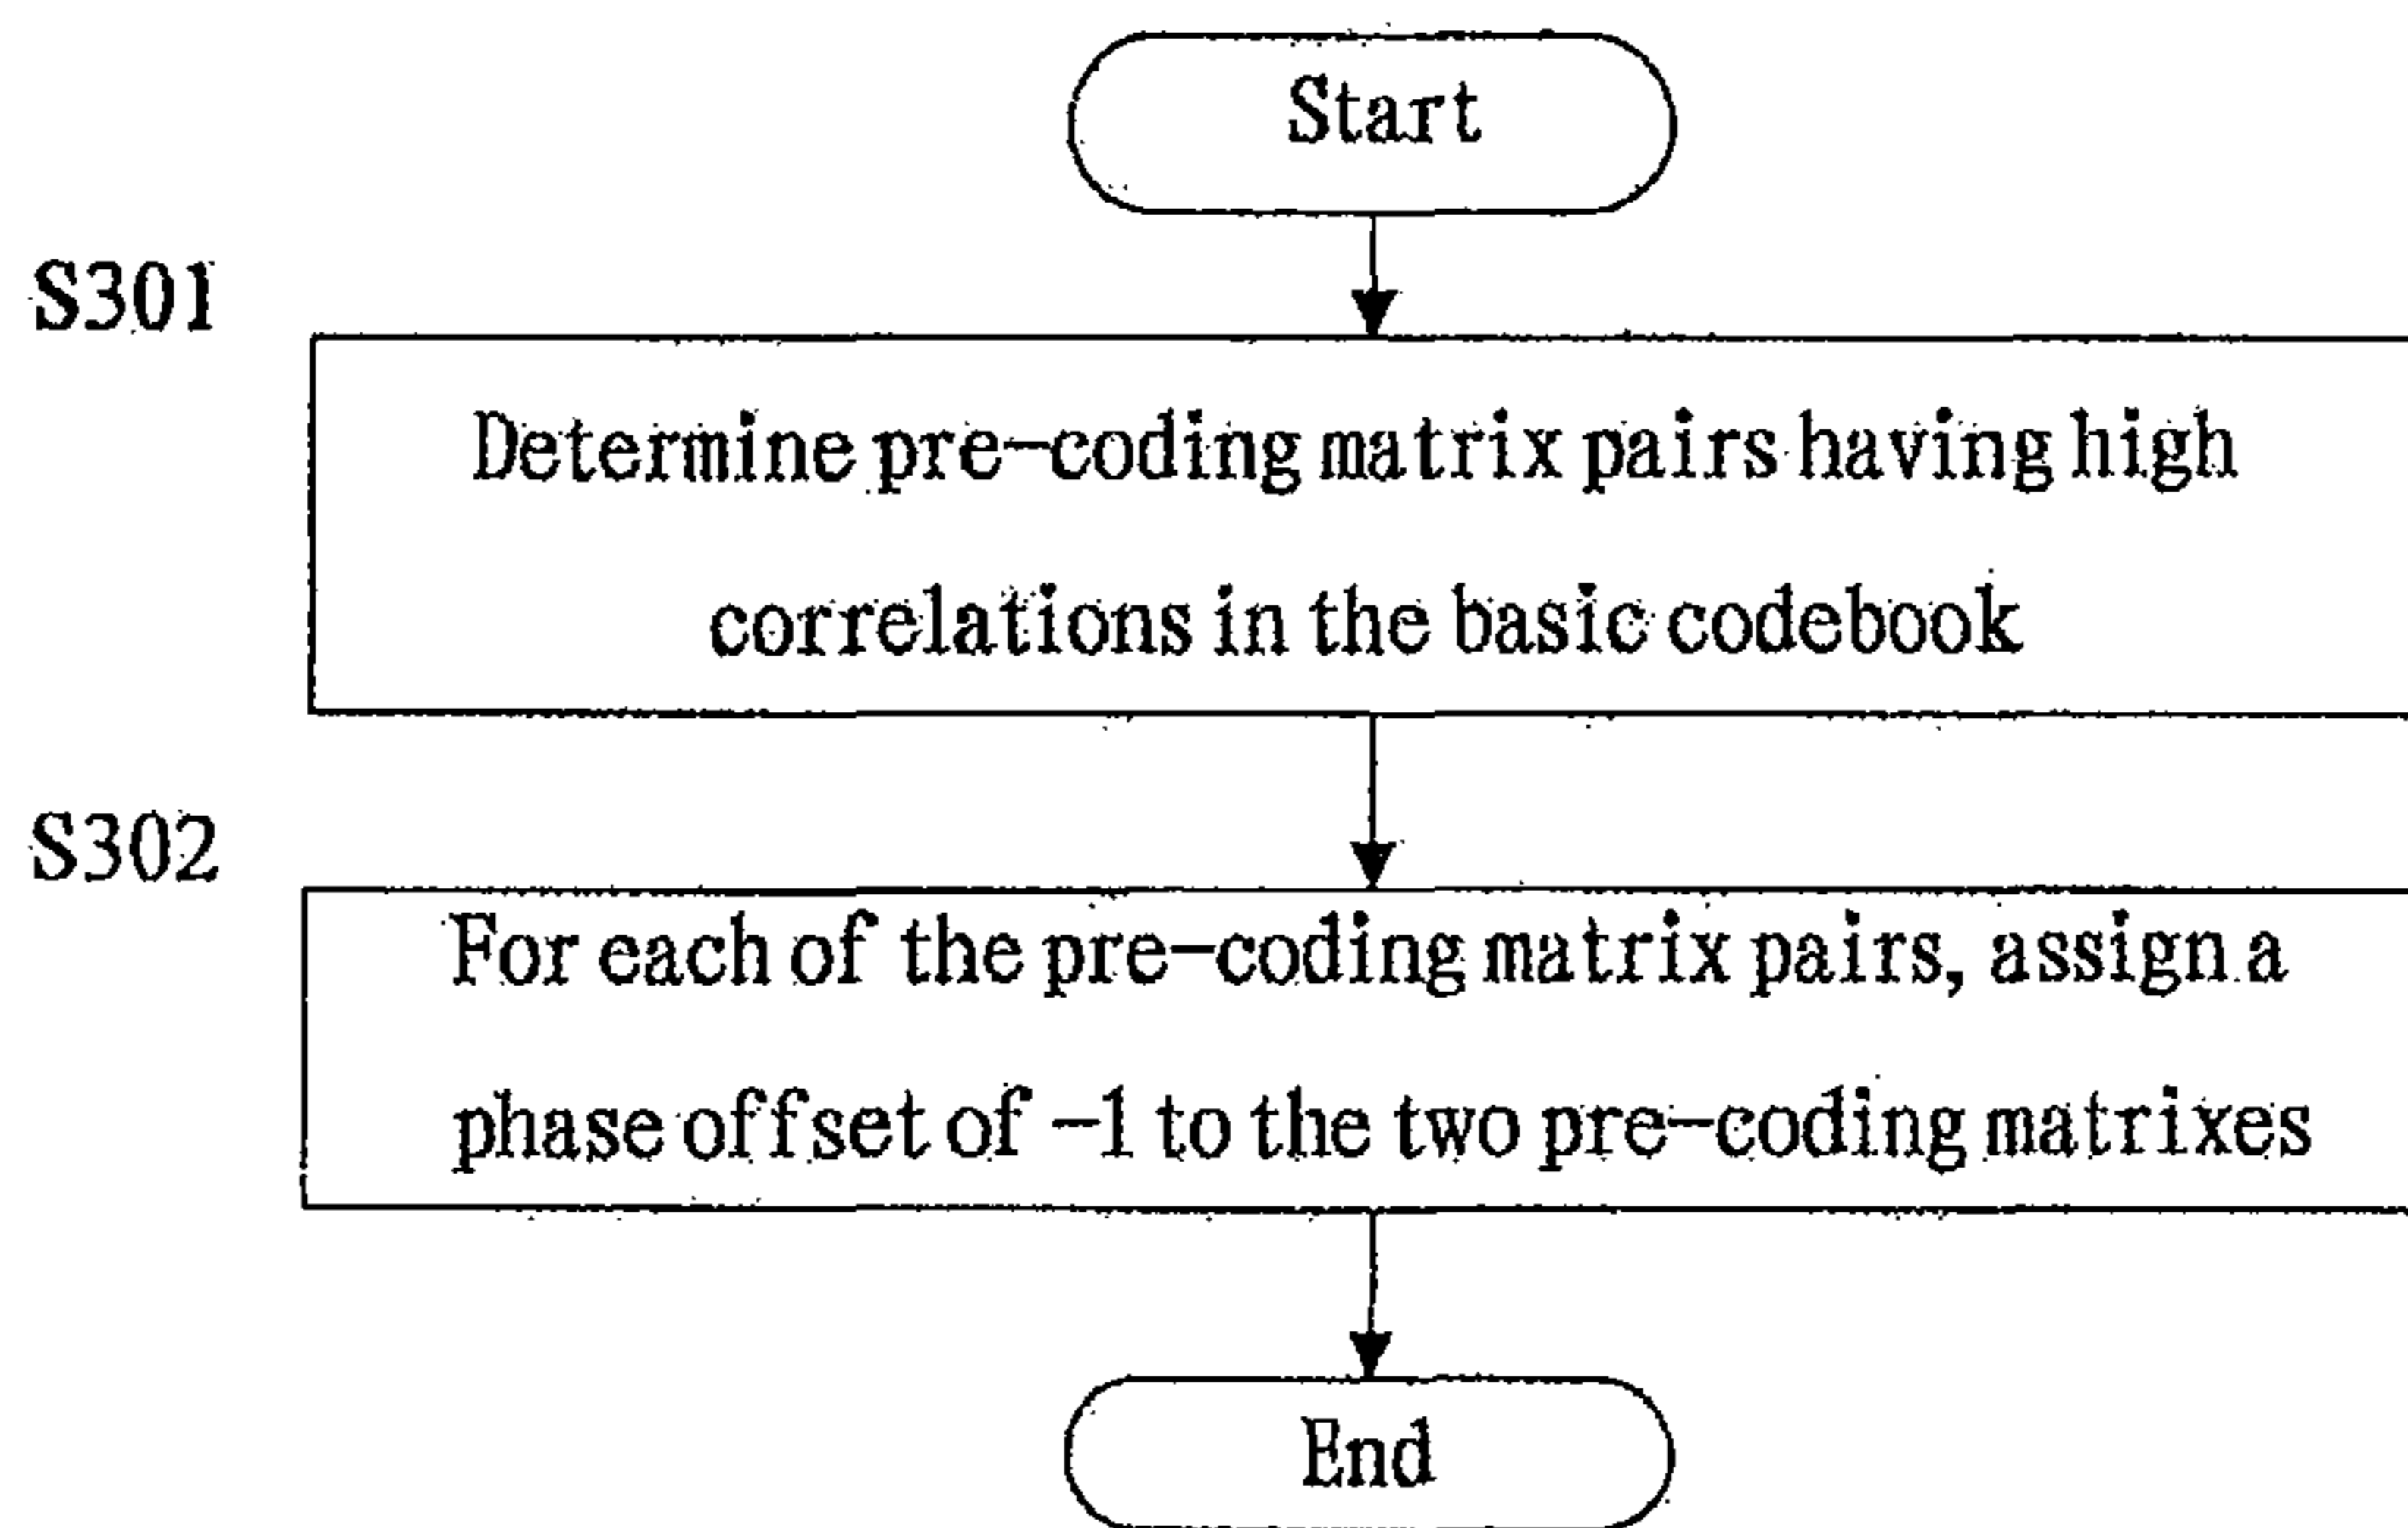 Start
S301
Determine pre-coding matrix pairs having high
correlations in the basic codebook
S302
For each of the pre-coding matrix pairs, assign a
phase offset of -1 to the two pre-coding matrixes
End